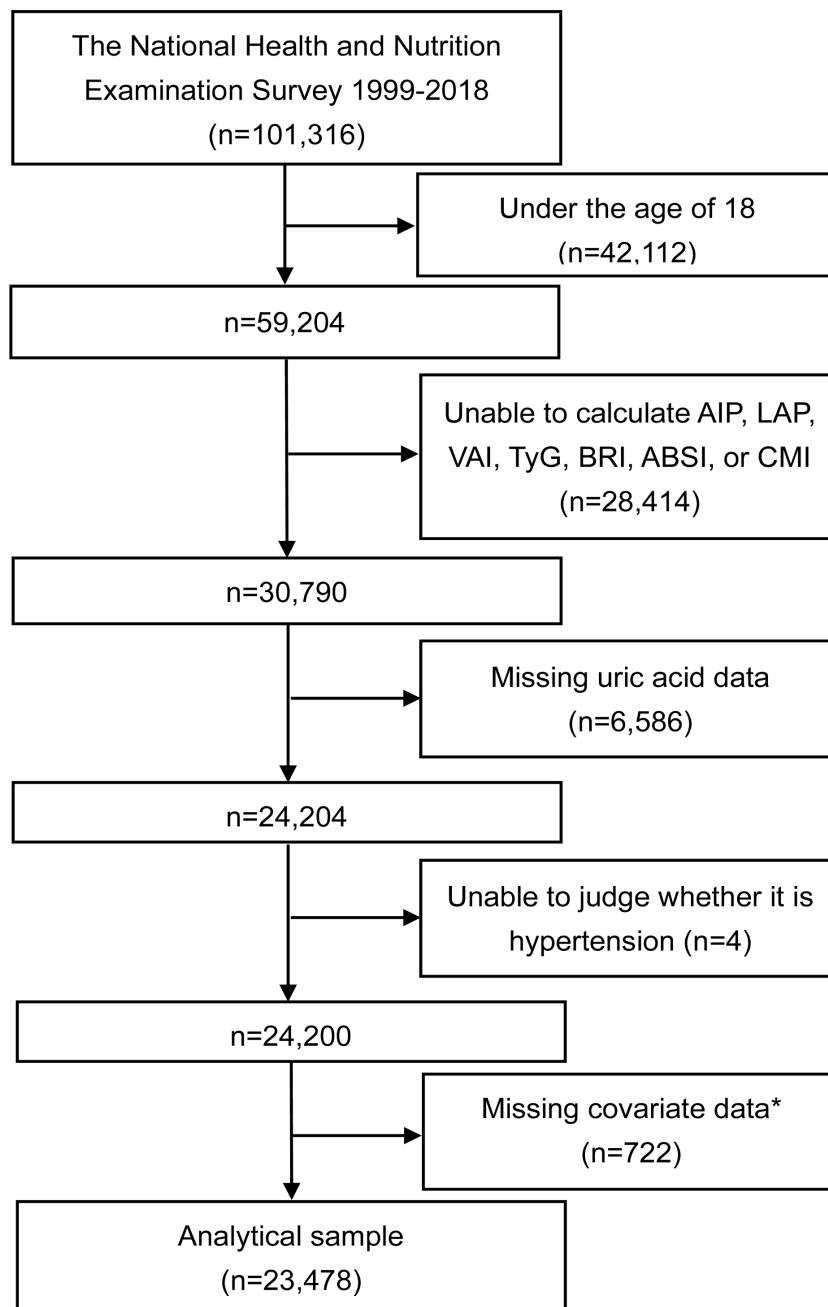 The National Health and Nutrition
Examination Survey 1999-2018
(n=101,316)
Under the age of 18
(n=42,112)
n=59,204
Unable to calculate AIP, LAP,
VAI, TyG, BRI, ABSI, or CMI
(n=28,414)
n=30,790
Missing uric acid data
(n=6,586)
n=24,204
Unable to judge whether it is
hypertension (n=4)
n=24,200
Missing covariate data*
(n=722)
Analytical sample
(n=23,478)